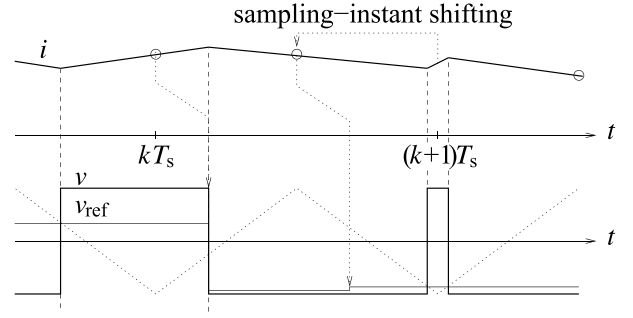 sampling−instant shifting
i
t
kTs (k+1)Ts
v
vref
t